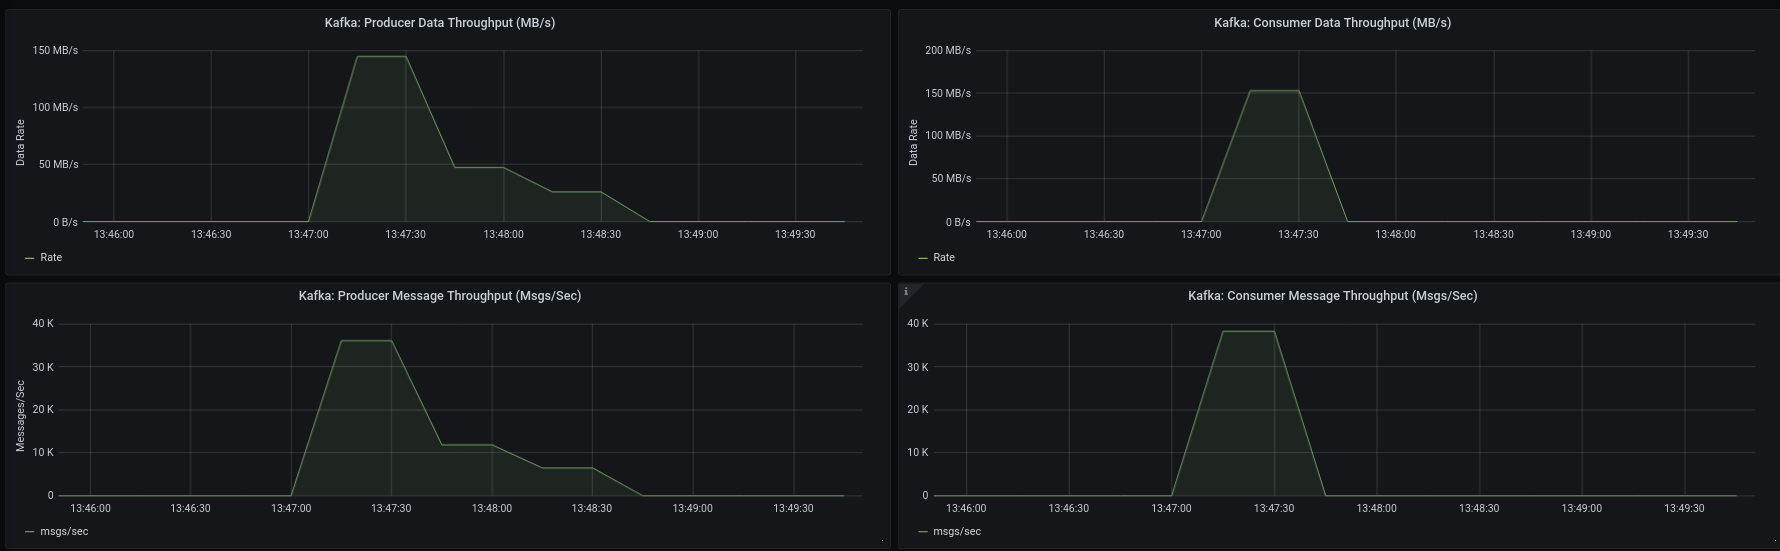 Kafka: Producer Data Throughput (MB/s)
150 MB/s
100 MB/s
50 MB/s
0 B/s
Data Rate
13:46:00 13:46:30 13:47:00 13:47:30 13:48:00 13:48:30 13:49:00 13:49:30
Rate
Kafka: Consumer Data Throughput (MB/s)
200 MB/s
150 MB/s
100 MB/s
50 MB/s
0 B/s
Data Rate
13:46:00 13:46:30 13:47:00 13:47:30 13:48:00 13:48:30 13:49:00 13:49:30
Rate
Kafka: Producer Message Throughput (Msgs/Sec)
40 K
30 K
20 K
10 K
0
Messages/Sec
13:46:00 13:46:30 13:47:00 13:47:30 13:48:00 13:48:30 13:49:00 13:49:30
msgs/sec
i
Kafka: Consumer Message Throughput (Msgs/Sec)
40 K
30 K
20 K
10 K
0
13:46:00 13:46:30 13:47:00 13:47:30 13:48:00 13:48:30 13:49:00 13:49:30
msgs/sec